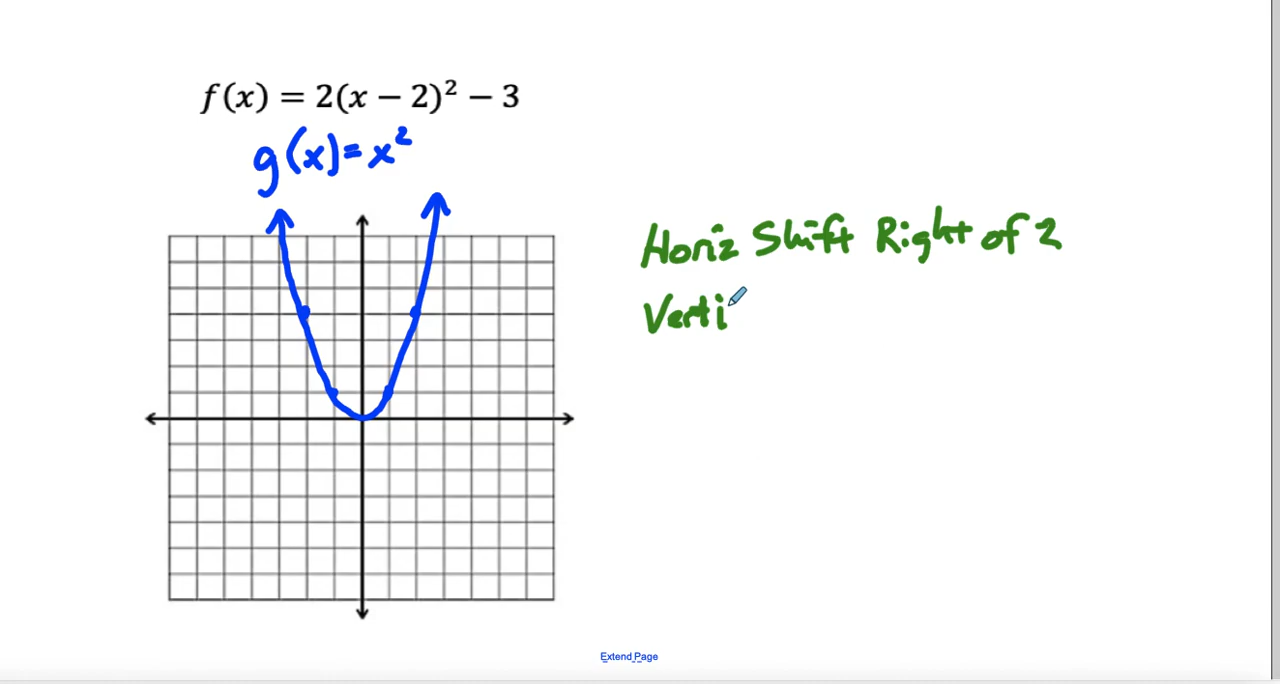 f(x) = 2(x − 2)² − 3
g(x)=x²
Horiz Shift Right of 2
Verti
Extend Page